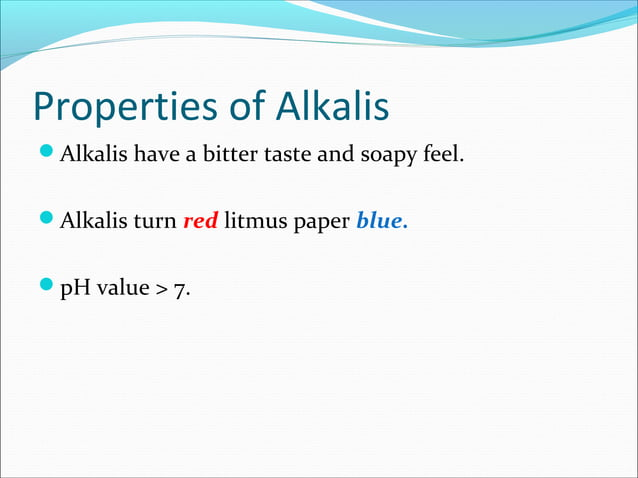 Properties of Alkalis
Alkalis have a bitter taste and soapy feel.
Alkalis turn red litmus paper blue.
pH value > 7.